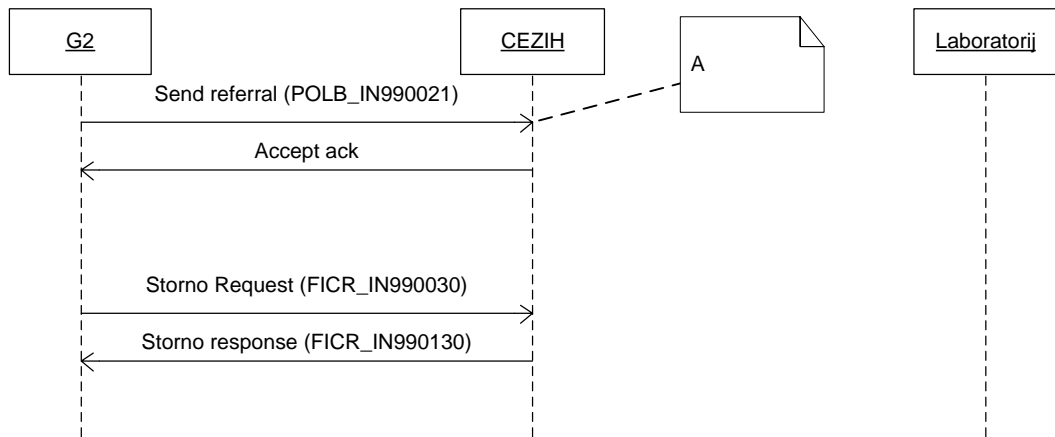 G2
CEZIH
Laboratorij
A
Send referral (POLB_IN990021)
Accept ack
Storno Request (FICR_IN990030)
Storno response (FICR_IN990130)